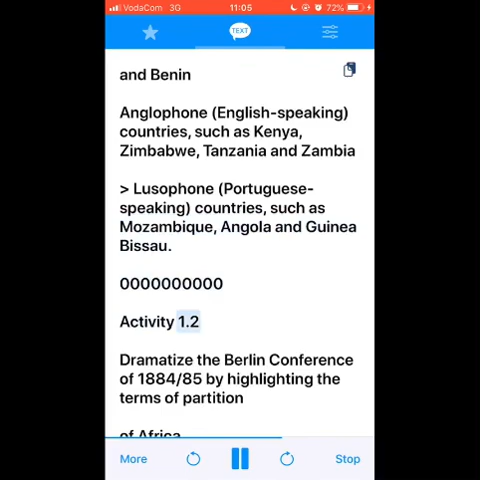 VodaCom 3G 11:05 72%
TEXT
and Benin
Anglophone (English-speaking)
countries, such as Kenya,
Zimbabwe, Tanzania and Zambia
> Lusophone (Portuguese-
speaking) countries, such as
Mozambique, Angola and Guinea
Bissau.
0000000000
Activity 1.2
Dramatize the Berlin Conference
of 1884/85 by highlighting the
terms of partition
of Africa
More Stop